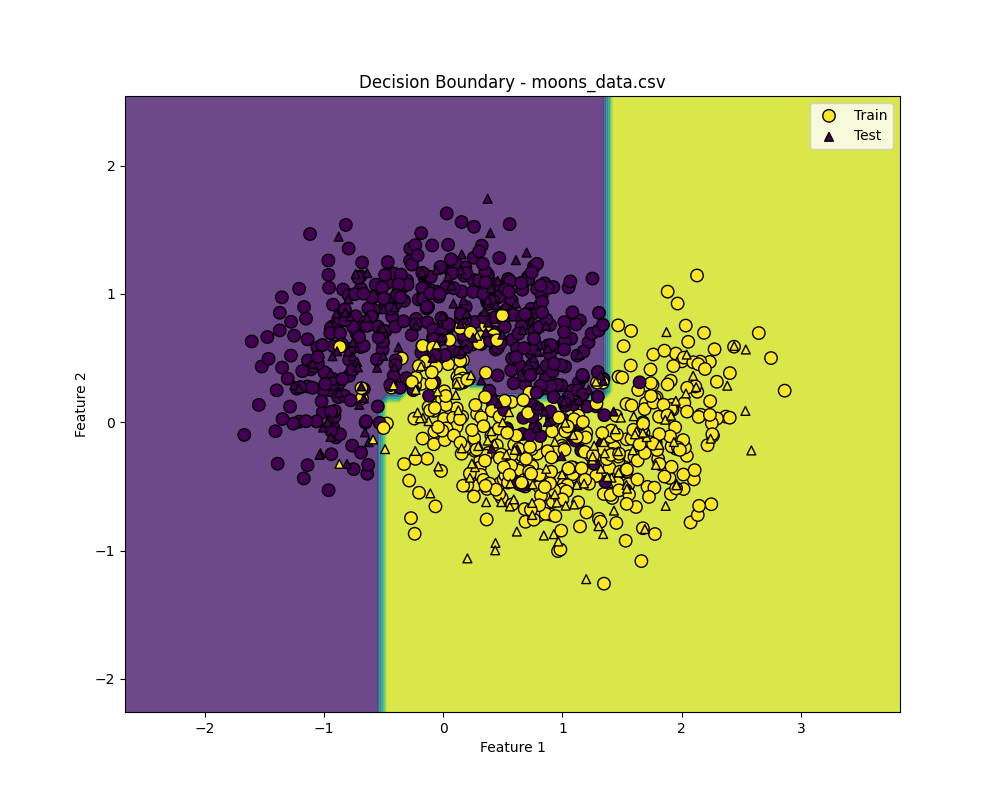 Decision Boundary - moons_data.csv
Train
Test
2
1
0
−1
−2
Feature 2
−2
−1
0
1
2
3
Feature 1